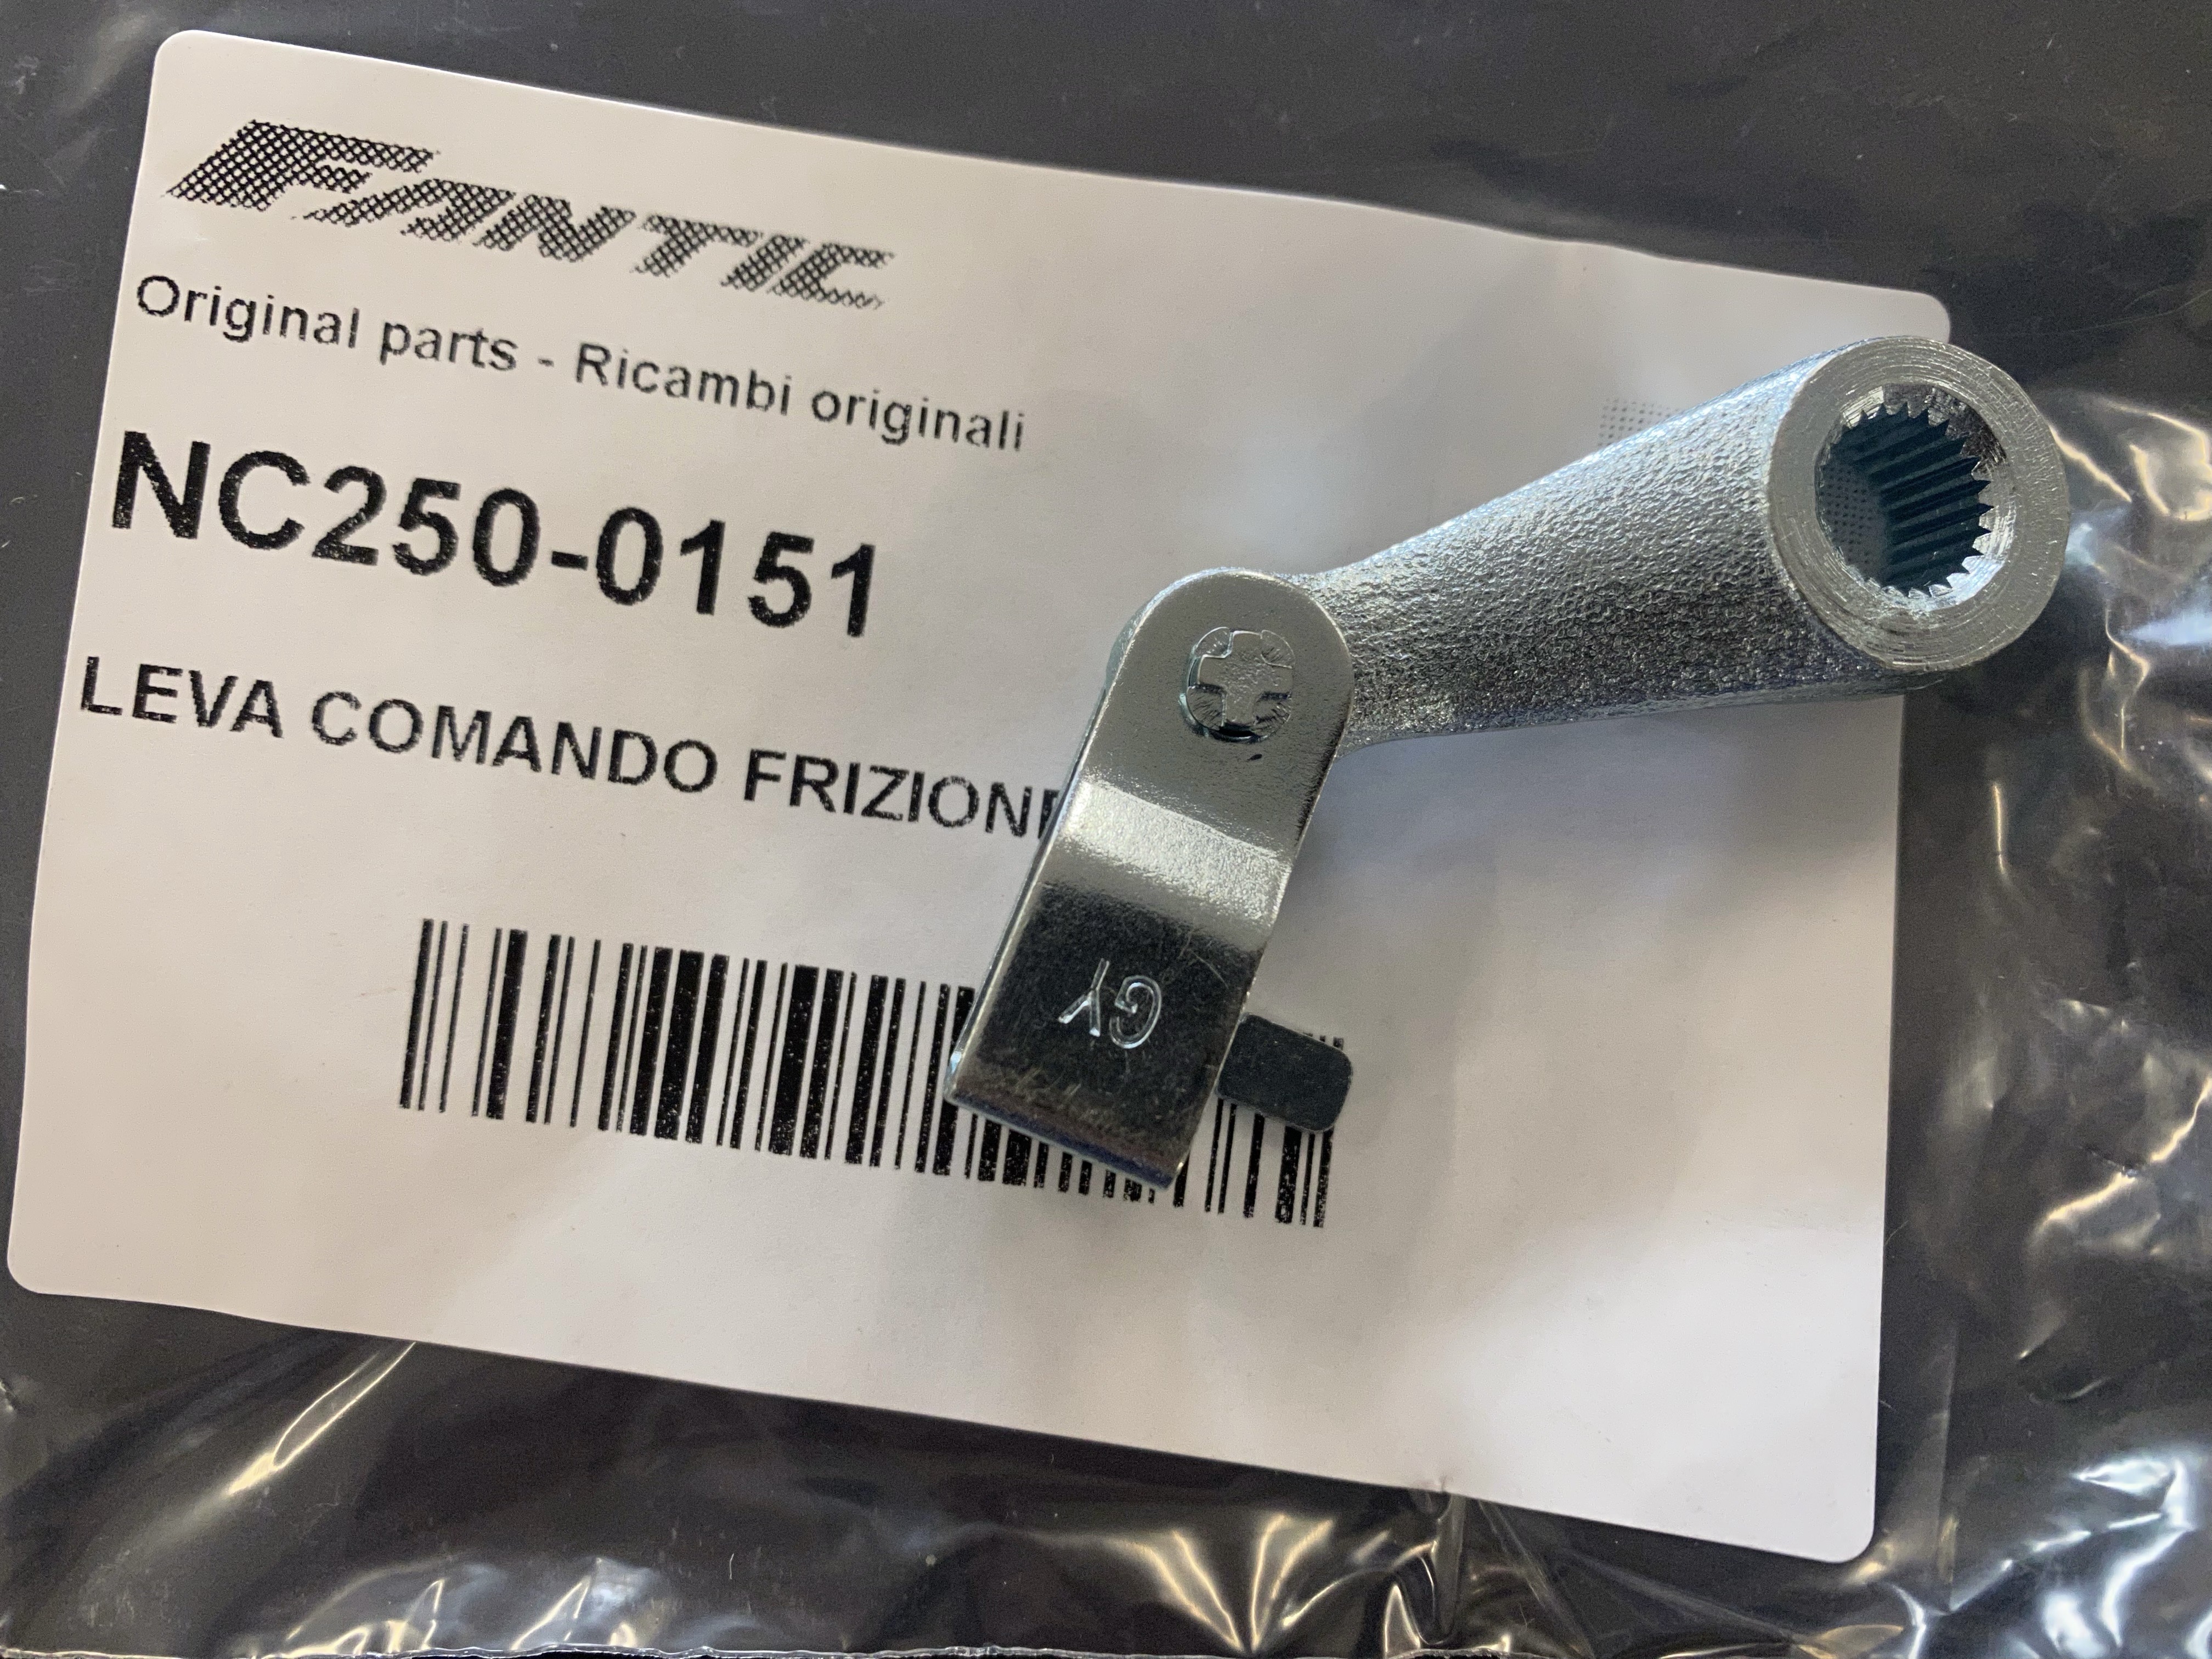 FANTIC
Original parts - Ricambi originali
NC250-0151
LEVA COMANDO FRIZIONE
GY